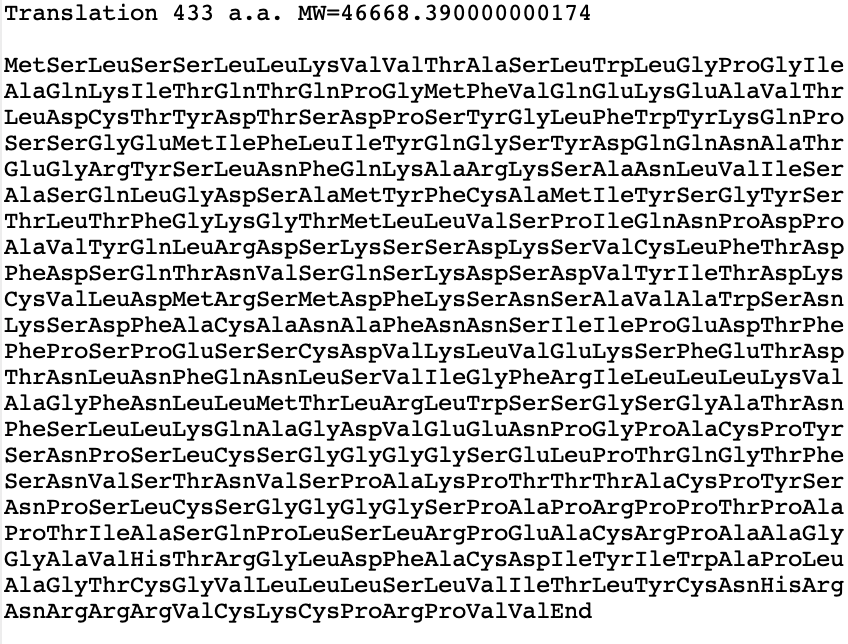 Translation 433 a.a. MW=46668.390000000174
MetSerLeuSerSerLeuLeuLysValValThrAlaSerLeuTrpLeuGlyProGlyIle
AlaGlnLysIleThrGlnThrGlnProGlyMetPheValGlnGluLysGluAlaValThr
LeuAspCysThrTyrAspThrSerAspProSerTyrGlyLeuPheTrpTyrLysGlnPro
SerSerGlyGluMetIlePheLeuIleTyrGlnGlySerTyrAspGlnGlnAsnAlaThr
GluGlyArgTyrSerLeuAsnPheGlnLysAlaArgLysSerAlaAsnLeuValIleSer
AlaSerGlnLeuGlyAspSerAlaMetTyrPheCysAlaMetIleTyrSerGlyTyrSer
ThrLeuThrPheGlyLysGlyThrMetLeuLeuValSerProIleGlnAsnProAspPro
AlaValTyrGlnLeuArgAspSerLysSerSerAspLysSerValCysLeuPheThrAsp
PheAspSerGlnThrAsnValSerGlnSerLysAspSerAspValTyrIleThrAspLys
CysValLeuAspMetArgSerMetAspPheLysSerAsnSerAlaValAlaTrpSerAsn
LysSerAspPheAlaCysAlaAsnAlaPheAsnAsnSerIleIleProGluAspThrPhe
PheProSerProGluSerSerCysAspValLysLeuValGluLysSerPheGluThrAsp
ThrAsnLeuAsnPheGlnAsnLeuSerValIleGlyPheArgIleLeuLeuLeuLysVal
AlaGlyPheAsnLeuLeuMetThrLeuArgLeuTrpSerSerGlySerGlyAlaThrAsn
PheSerLeuLeuLysGlnAlaGlyAspValGluGluAsnProGlyProAlaCysProTyr
SerAsnProSerLeuCysSerGlyGlyGlyGlySerGluLeuProThrGlnGlyThrPhe
SerAsnValSerThrAsnValSerProAlaLysProThrThrThrAlaCysProTyrSer
AsnProSerLeuCysSerGlyGlyGlyGlySerProAlaProArgProProThrProAla
ProThrIleAlaSerGlnProLeuSerLeuArgProGluAlaCysArgProAlaAlaGly
GlyAlaValHisThrArgGlyLeuAspPheAlaCysAspIleTyrIleTrpAlaProLeu
AlaGlyThrCysGlyValLeuLeuLeuSerLeuValIleThrLeuTyrCysAsnHisArg
AsnArgArgArgValCysLysCysProArgProValValEnd